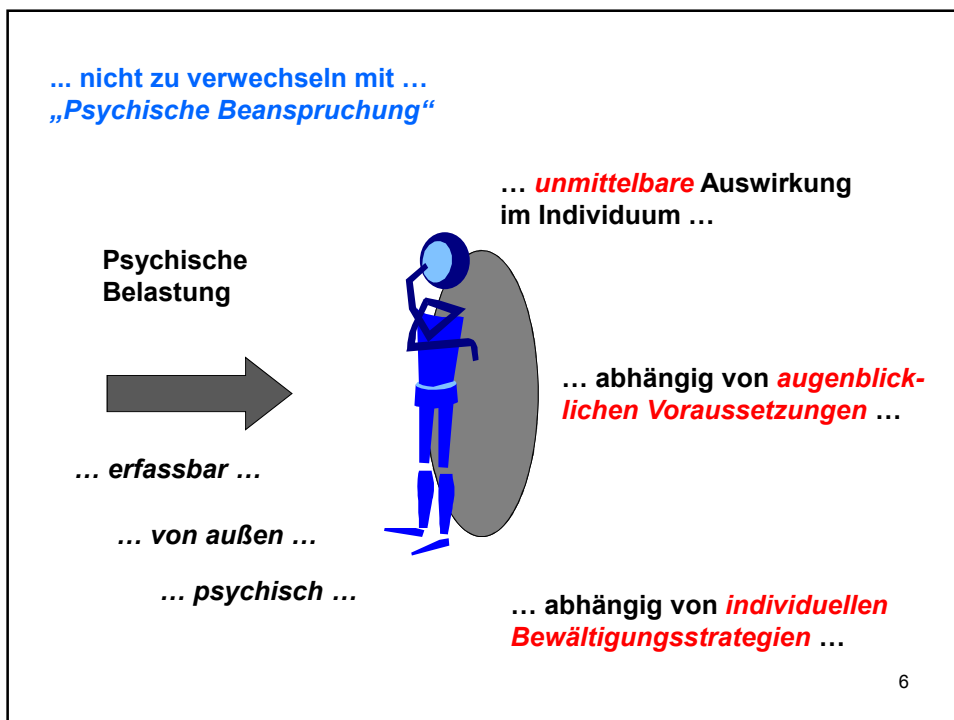 ... nicht zu verwechseln mit …
„Psychische Beanspruchung“
… unmittelbare Auswirkung
im Individuum …
Psychische
Belastung
… abhängig von augenblick-
lichen Voraussetzungen …
… erfassbar …
… von außen …
… psychisch …
… abhängig von individuellen
Bewältigungsstrategien …
6